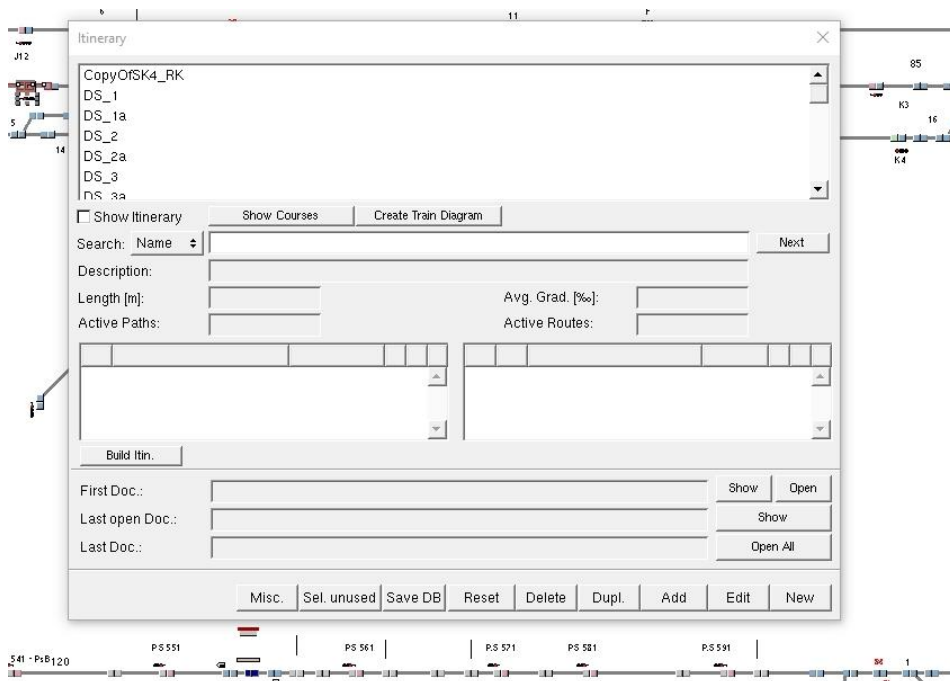 6
11
F
Itinerary
J12
CopyOfSK4_RK
DS_1
DS_1a
DS_2
DS_2a
DS_3
DS_3a
85
K3
16
K4
5
14
Show Itinerary
Show Courses
Create Train Diagram
Search:
Name
Next
Description:
Length [m]:
Avg. Grad. [‰]:
Active Paths:
Active Routes:
Build Itin.
First Doc.:
Show
Open
Last open Doc.:
Show
Last Doc.:
Open All
Misc.
Sel. unused
Save DB
Reset
Delete
Dupl.
Add
Edit
New
541 - PsB120
PS 551
PS 561
P.S 571
PS 581
P.S 591
S6
1